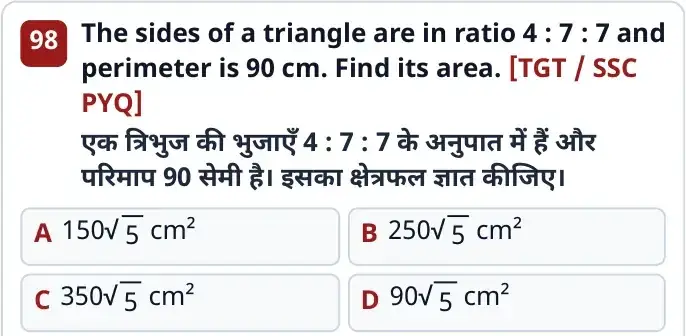 98 The sides of a triangle are in ratio 4 : 7 : 7 and
perimeter is 90 cm. Find its area. [TGT / SSC
PYQ]
एक त्रिभुज की भुजाएँ 4 : 7 : 7 के अनुपात में हैं और
परिमाप 90 सेमी है। इसका क्षेत्रफल ज्ञात कीजिए।
A 150√5 cm² B 250√5 cm²
C 350√5 cm² D 90√5 cm²